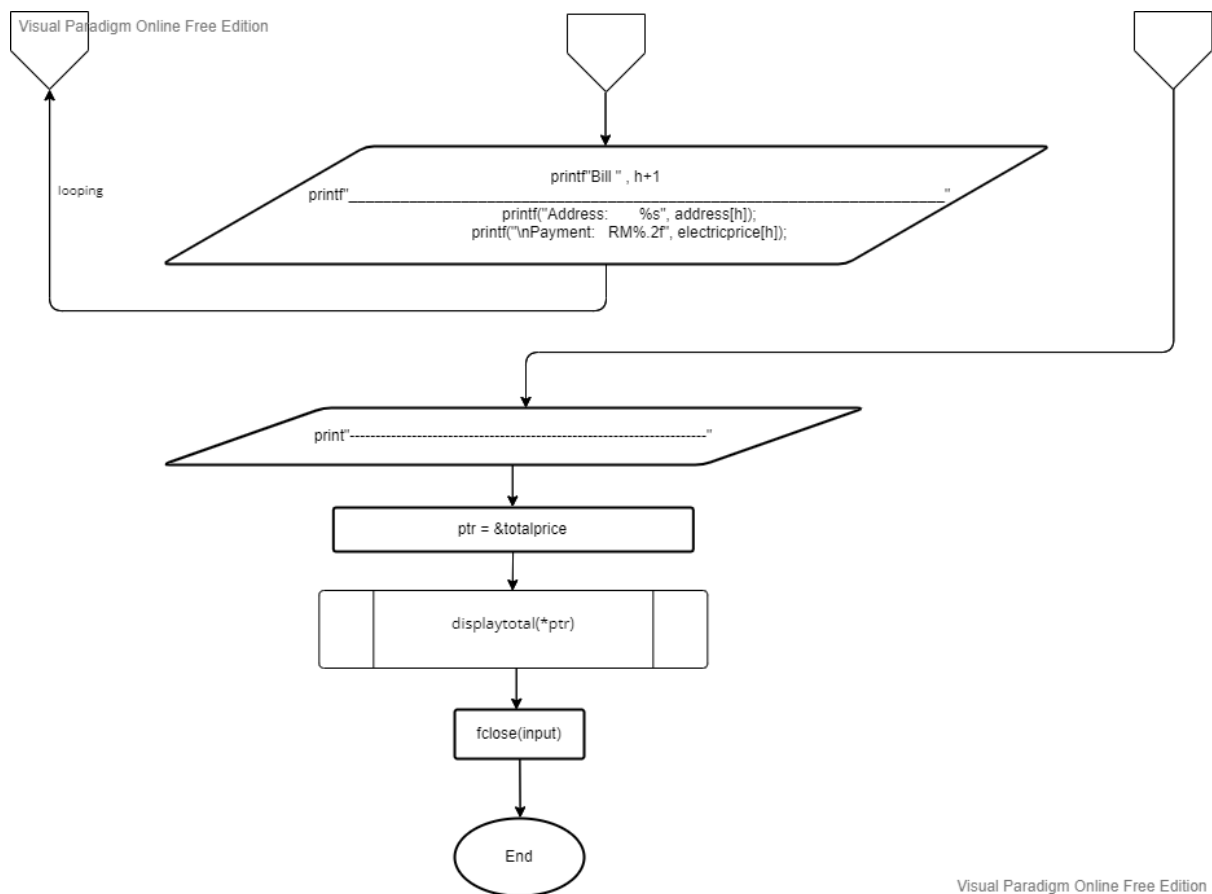 Visual Paradigm Online Free Edition
looping
printf"Bill " , h+1
printf"______________________________________________________________________"
printf("Address: %s", address[h]);
printf("\nPayment: RM%.2f", electricprice[h]);
print"-----------------------------------------------------------------------"
ptr = &totalprice
displaytotal(*ptr)
fclose(input)
End
Visual Paradigm Online Free Edition